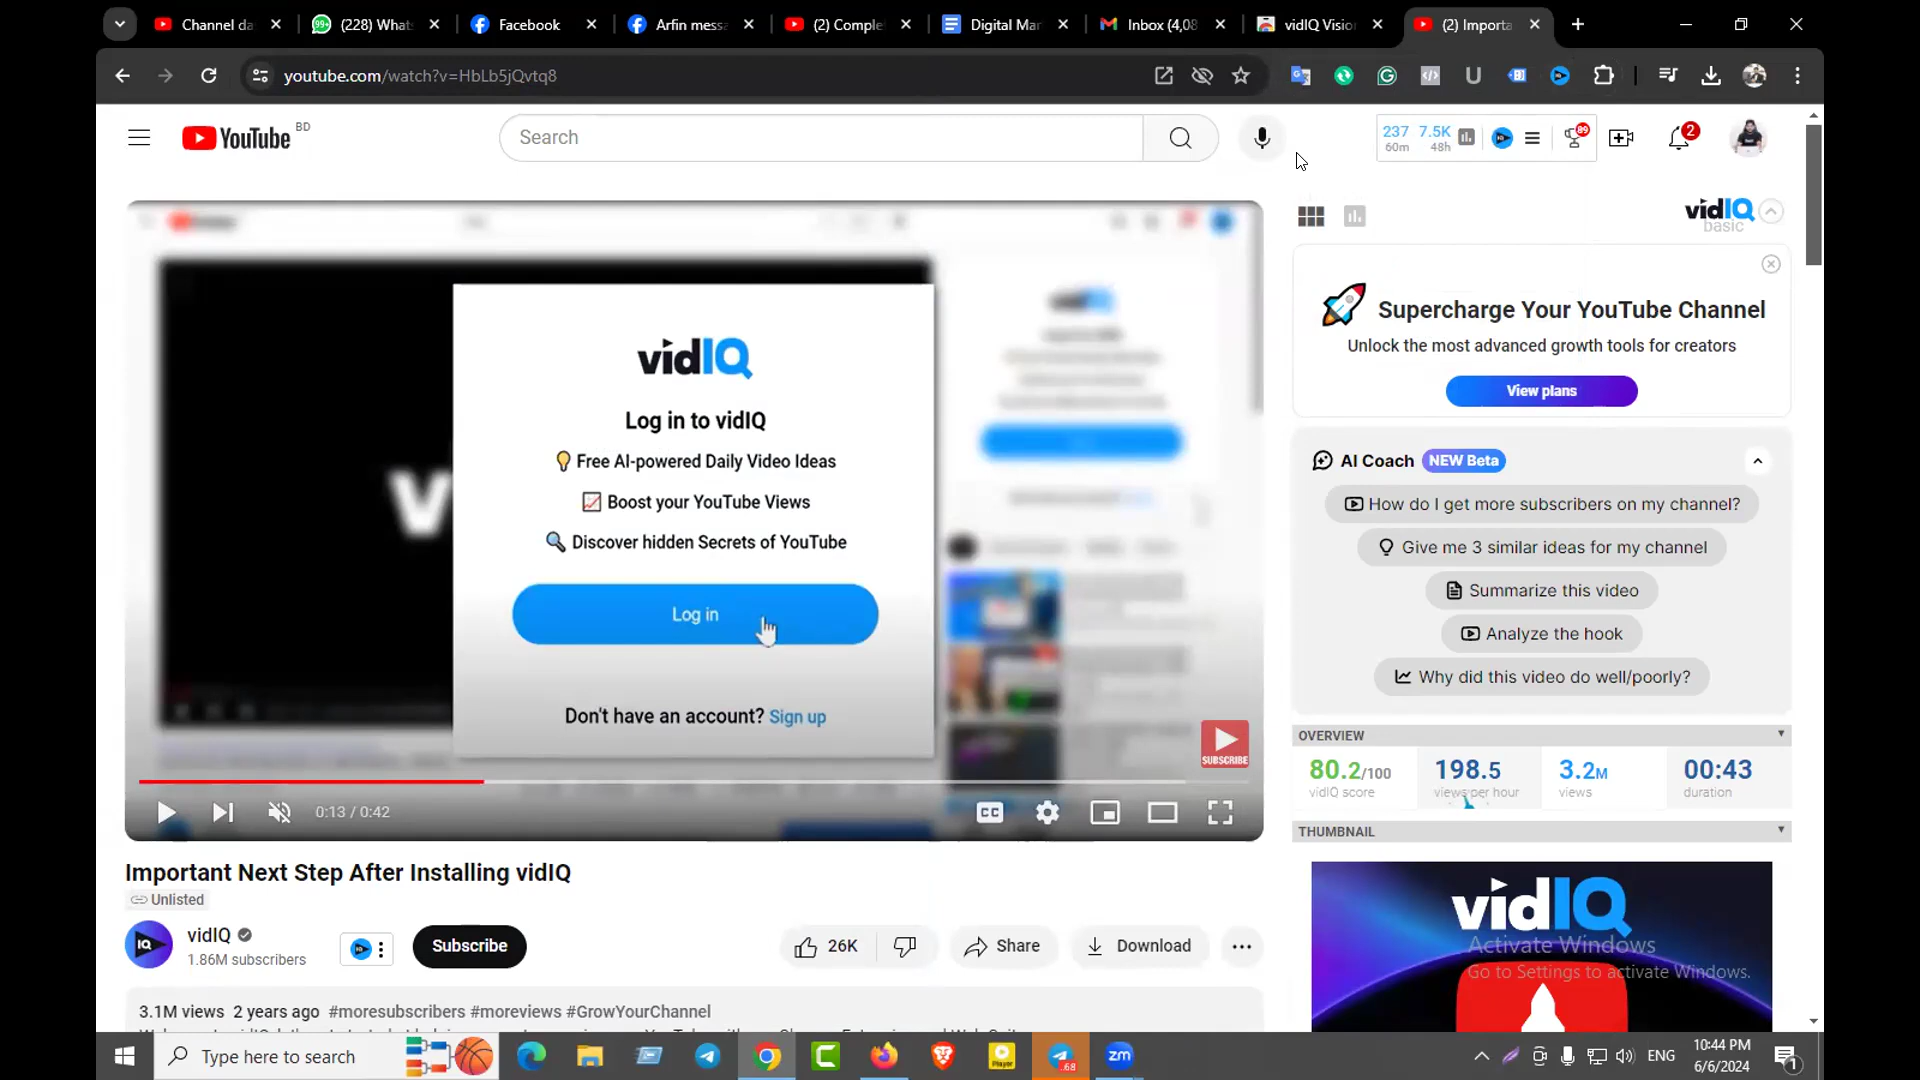 Channel da
(228) What
Facebook
Arfin mess
(2) Comple
Digital Mar
Inbox (4,08
vidIQ Visio
(2) Importa
youtube.com/watch?v=HbLb5jQvtq8
YouTube BD
Search
237 7.5K
60m 48h
89
2
vidIQ
basic
Supercharge Your YouTube Channel
Unlock the most advanced growth tools for creators
View plans
AI Coach NEW Beta
How do I get more subscribers on my channel?
Give me 3 similar ideas for my channel
Summarize this video
Analyze the hook
Why did this video do well/poorly?
OVERVIEW
80.2/100 198.5 3.2M 00:43
vidIQ score views per hour views duration
THUMBNAIL
vidIQ
Activate Windows
Go to Settings to activate Windows.
vidIQ
Log in to vidIQ
Free AI-powered Daily Video Ideas
Boost your YouTube Views
Discover hidden Secrets of YouTube
Log in
Don't have an account? Sign up
SUBSCRIBE
0:13 / 0:42
CC
Important Next Step After Installing vidIQ
Unlisted
IQ
vidIQ
1.86M subscribers
Subscribe
26K
Share
Download
3.1M views 2 years ago #moresubscribers #moreviews #GrowYourChannel
Type here to search
Player
68
zm
ENG
10:44 PM
6/6/2024
1